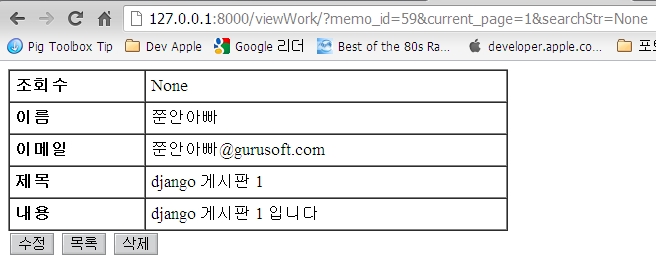 127.0.0.1:8000/viewWork/?memo_id=59&current_page=1&searchStr=None
Pig Toolbox Tip Dev Apple Google 리더 Best of the 80s Ra... developer.apple.co... 포
조회수 None
이름 쭌안아빠
이메일 쭌안아빠@gurusoft.com
제목 django 게시판 1
내용 django 게시판 1 입니다
수정 목록 삭제